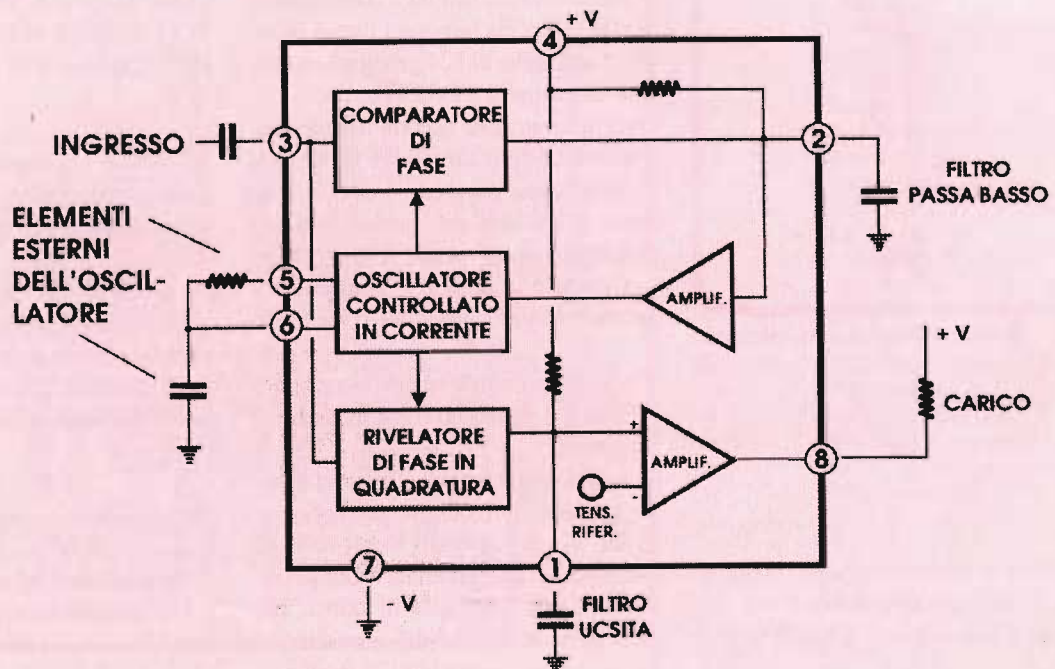 + V
4
COMPARATORE
DI
FASE
INGRESSO
3
2
FILTRO
PASSA BASSO
ELEMENTI
ESTERNI
DELL'OSCIL-
LATORE
5
6
OSCILLATORE
CONTROLLATO
IN CORRENTE
AMPLIF.
+ V
CARICO
RIVELATORE
DI FASE IN
QUADRATURA
+
AMPLIF.
-
8
TENS.
RIFER.
7
- V
1
FILTRO
UCSITA